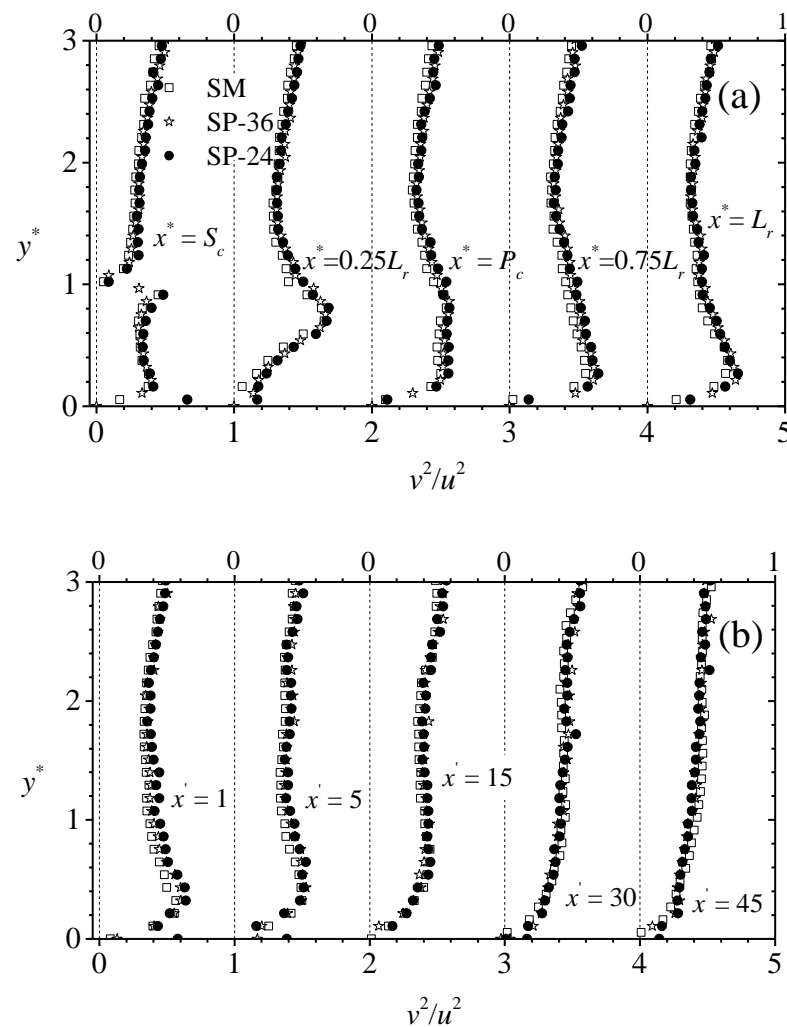 0 0 0 0 0 1
3
(a)
SM
SP-36
SP-24
2
x* = S_c
x* = 0.25L_r
x* = P_c
x* = 0.75L_r
x* = L_r
y*
1
0
0 1 2 3 4 5
v²/u²
0 0 0 0 0 1
3
(b)
2
y*
x' = 1
x' = 5
x' = 15
x' = 30
x' = 45
1
0
0 1 2 3 4 5
v²/u²